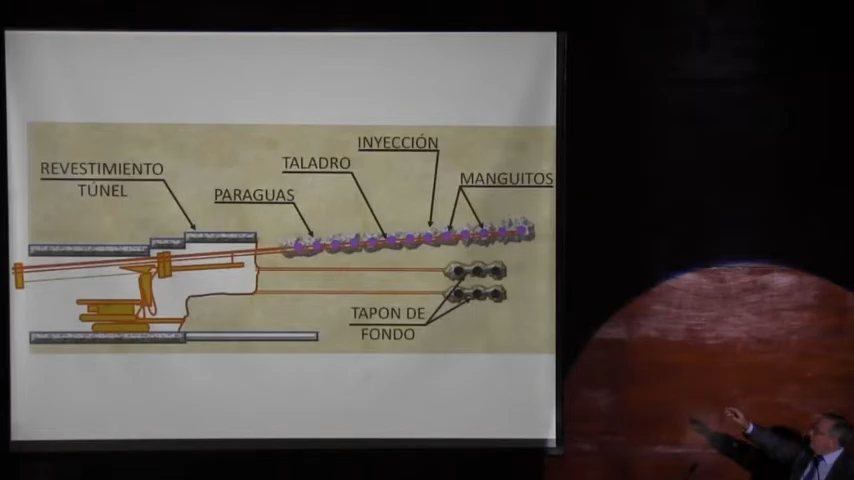 INYECCIÓN
TALADRO
REVESTIMIENTO
TÚNEL
PARAGUAS
MANGUITOS
TAPON DE
FONDO